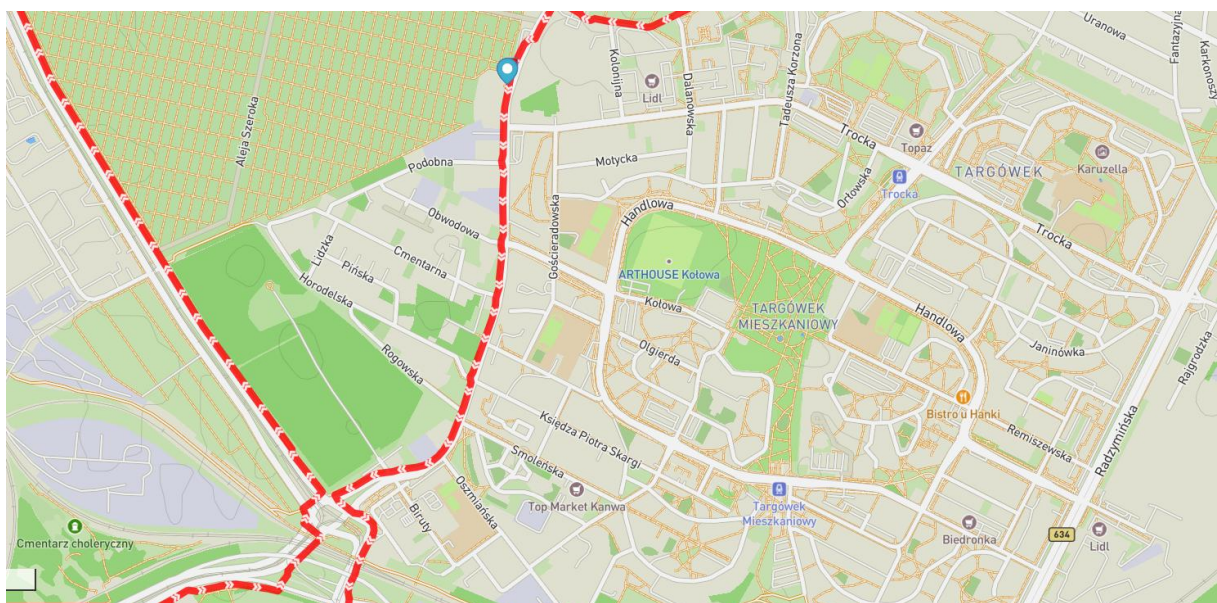 Uranowa
Fantazyjna
Karkonoszy
Kolonijna
Lidl
Dalanowska
Tadeusza Korzona
Aleja Szeroka
Trocka
Topaz
Karuzella
Podobna
Motycka
TARGÓWEK
Trocka
Orłowska
Handlowa
Obwodowa
Gościeradowska
Trocka
Lidzka
Cmentarna
Pińska
ARTHOUSE Kołowa
Horodelska
Kołowa
TARGÓWEK
MIESZKANIOWY
Handlowa
Olgierda
Janinówka
Rajgrodzka
Rogowska
Bistro u Hanki
Radzymińska
Księdza Piotra Skargi
Remiszewska
Smoleńska
Oszmiańska
Top Market Kanwa
Biruty
Targówek
Mieszkaniowy
Cmentarz choleryczny
Biedronka
634
Lidl